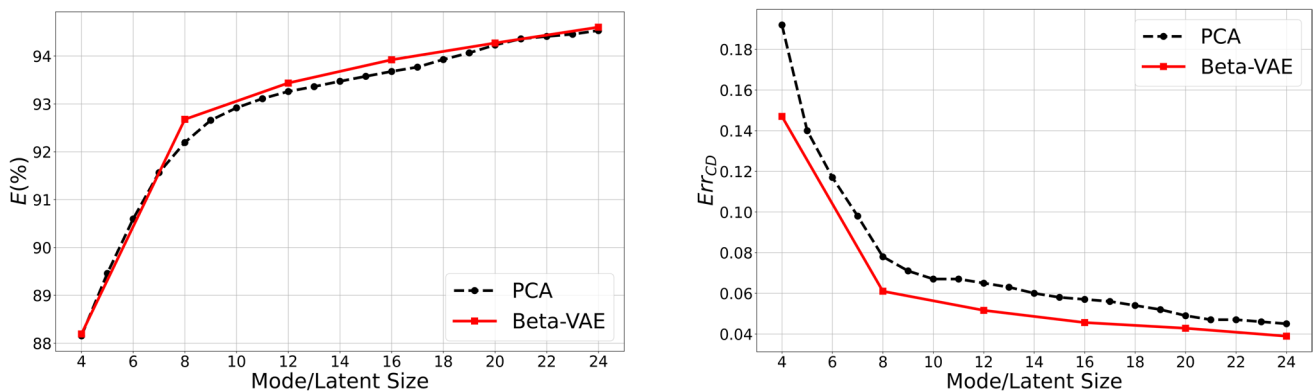 94
93
92
91
90
89
88
E(%)
4 6 8 10 12 14 16 18 20 22 24
Mode/Latent Size
PCA
Beta-VAE
0.18
0.16
0.14
0.12
0.10
0.08
0.06
0.04
Err_CD
4 6 8 10 12 14 16 18 20 22 24
Mode/Latent Size
PCA
Beta-VAE